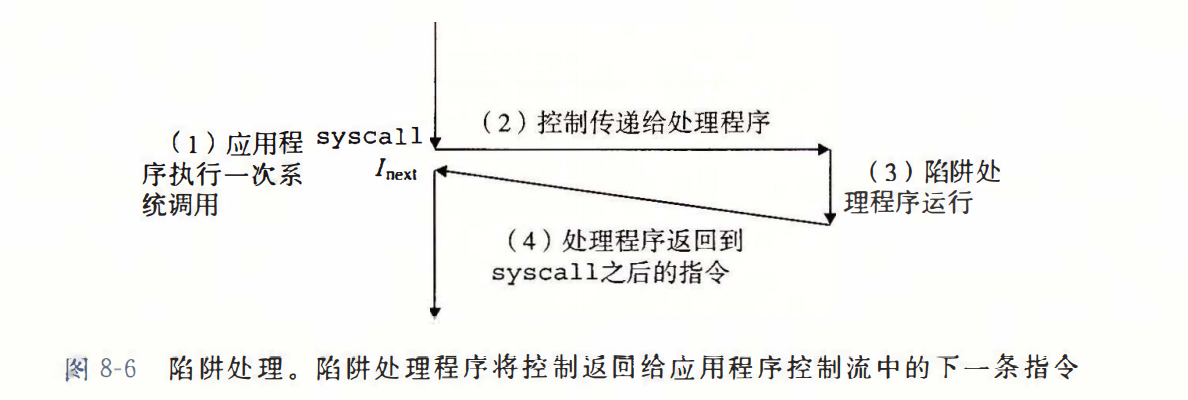 (1)应用程
序执行一次系
统调用
syscall
Inext
(2)控制传递给处理程序
(3)陷阱处
理程序运行
(4)处理程序返回到
syscall之后的指令
图 8-6 陷阱处理。陷阱处理程序将控制返回给应用程序控制流中的下一条指令